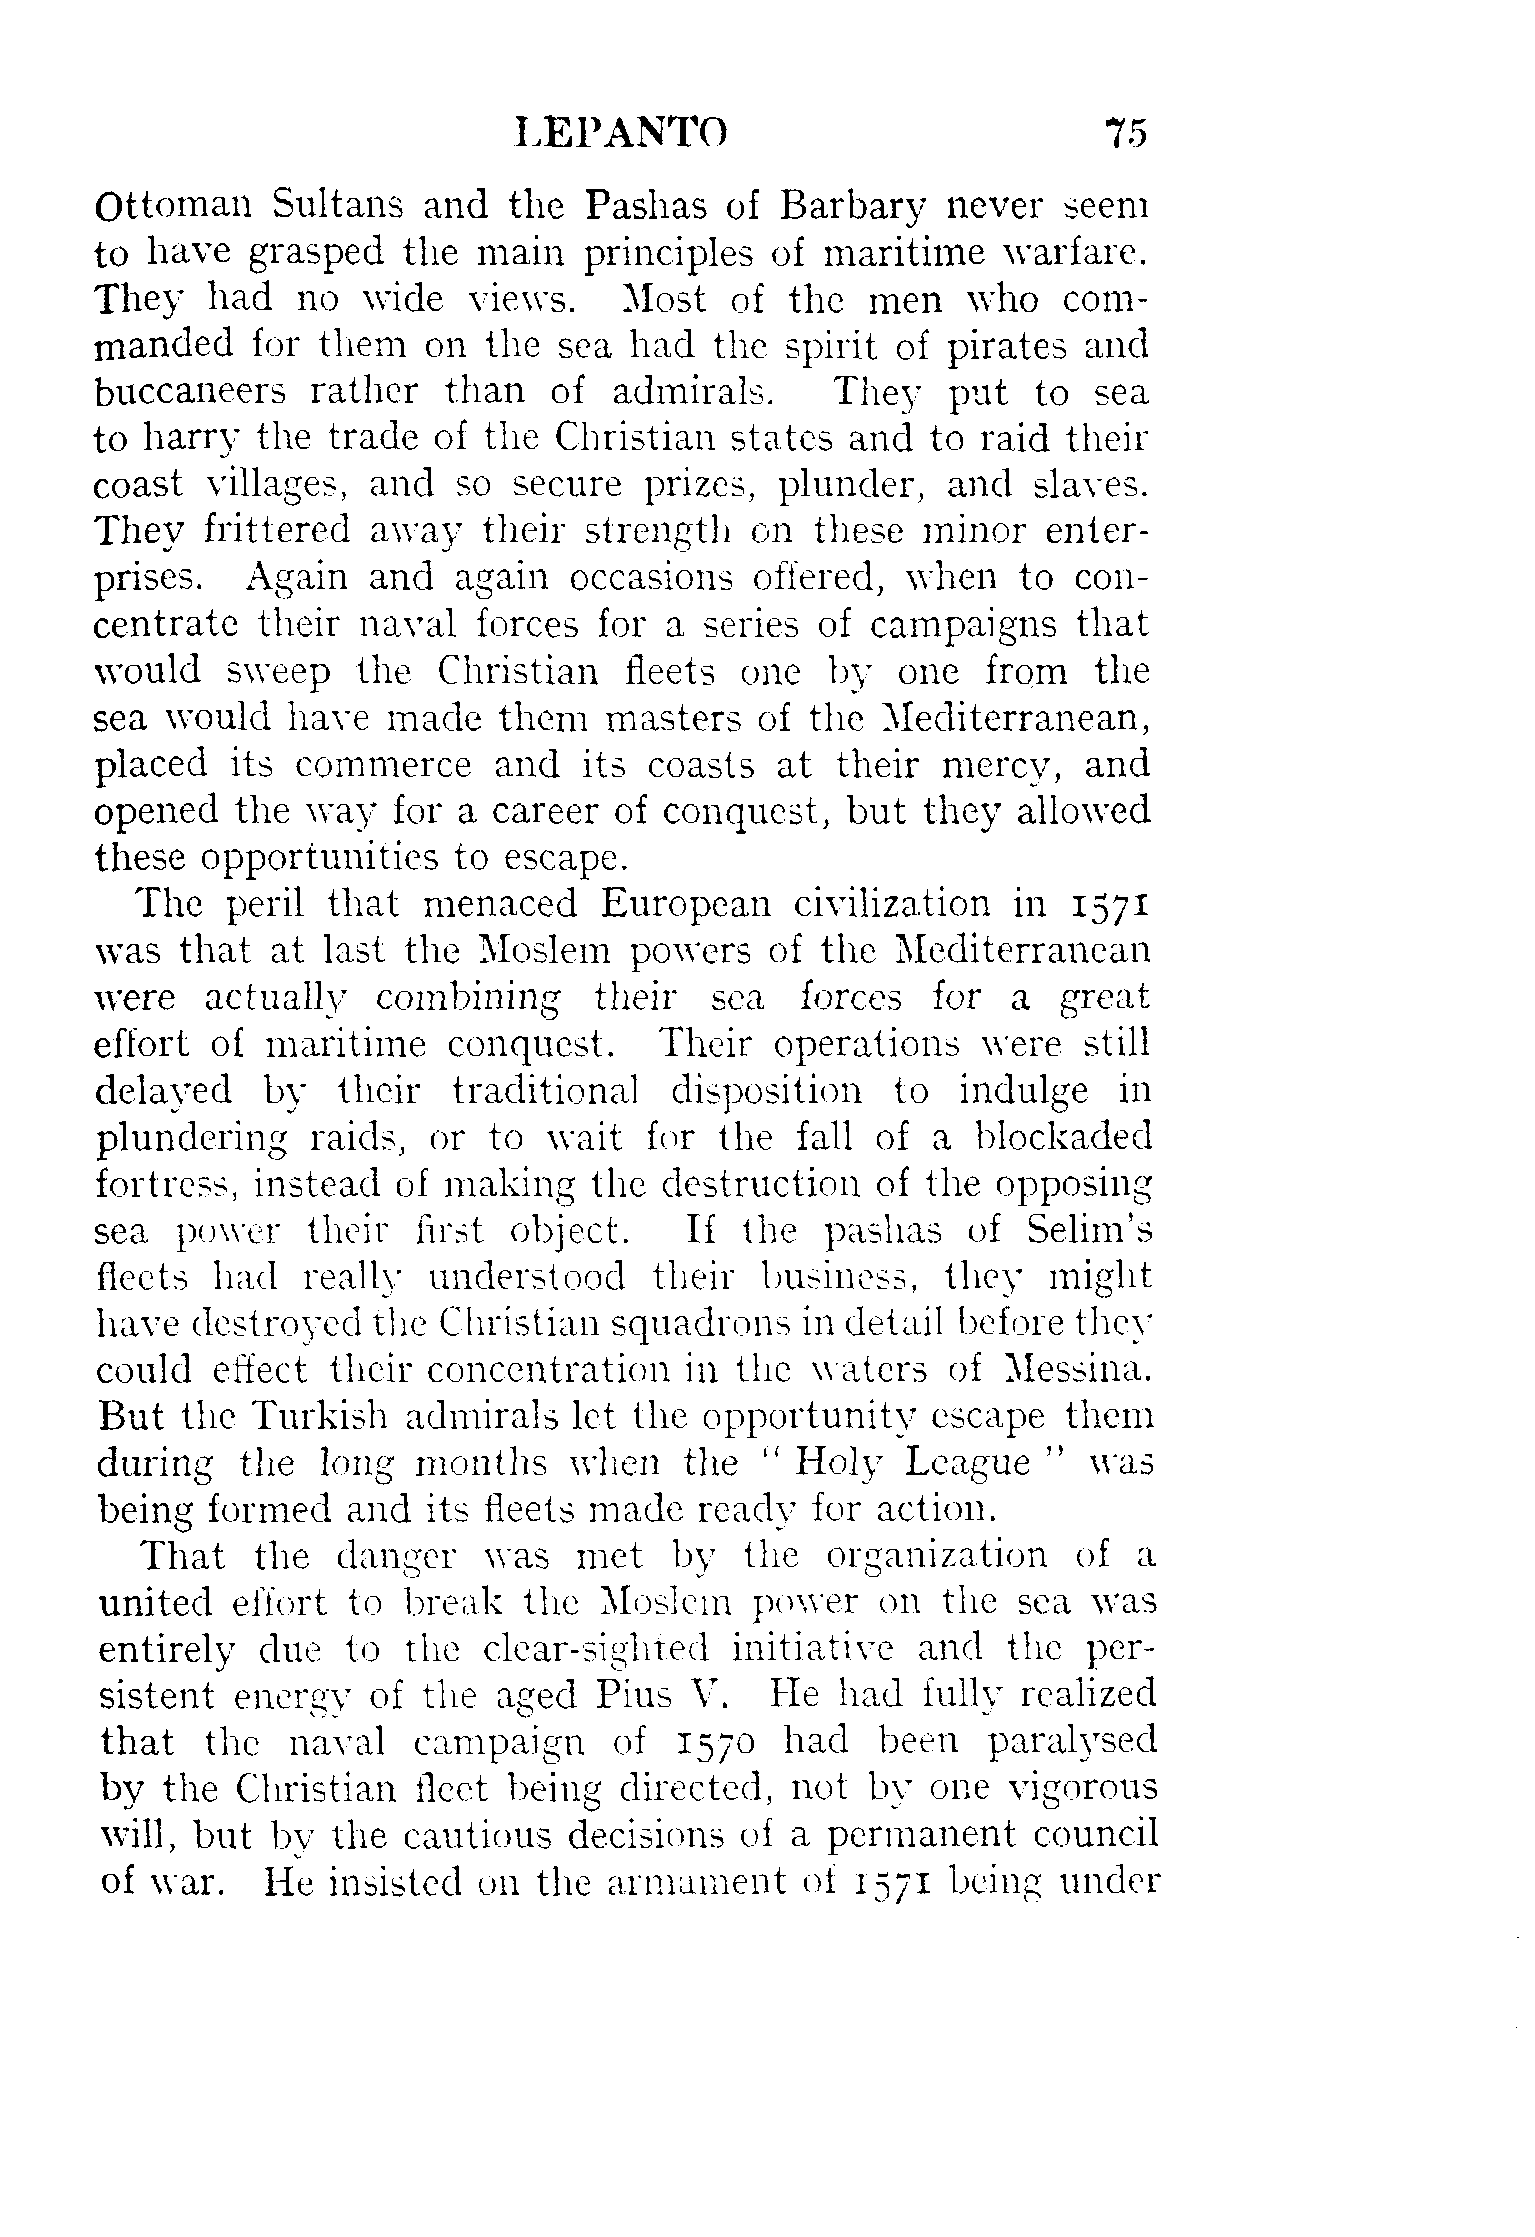 LEPANTO 75
Ottoman Sultans and the Pashas of Barbary never seem
to have grasped the main principles of maritime warfare.
They had no wide views. Most of the men who com-
manded for them on the sea had the spirit of pirates and
buccaneers rather than of admirals. They put to sea
to harry the trade of the Christian states and to raid their
coast villages, and so secure prizes, plunder, and slaves.
They frittered away their strength on these minor enter-
prises. Again and again occasions offered, when to con-
centrate their naval forces for a series of campaigns that
would sweep the Christian fleets one by one from the
sea would have made them masters of the Mediterranean,
placed its commerce and its coasts at their mercy, and
opened the way for a career of conquest, but they allowed
these opportunities to escape.
The peril that menaced European civilization in 1571
was that at last the Moslem powers of the Mediterranean
were actually combining their sea forces for a great
effort of maritime conquest. Their operations were still
delayed by their traditional disposition to indulge in
plundering raids, or to wait for the fall of a blockaded
fortress, instead of making the destruction of the opposing
sea power their first object. If the pashas of Selim's
fleets had really understood their business, they might
have destroyed the Christian squadrons in detail before they
could effect their concentration in the waters of Messina.
But the Turkish admirals let the opportunity escape them
during the long months when the " Holy League " was
being formed and its fleets made ready for action.
That the danger was met by the organization of a
united effort to break the Moslem power on the sea was
entirely due to the clear-sighted initiative and the per-
sistent energy of the aged Pius V. He had fully realized
that the naval campaign of 1570 had been paralysed
by the Christian fleet being directed, not by one vigorous
will, but by the cautious decisions of a permanent council
of war. He insisted on the armament of 1571 being under